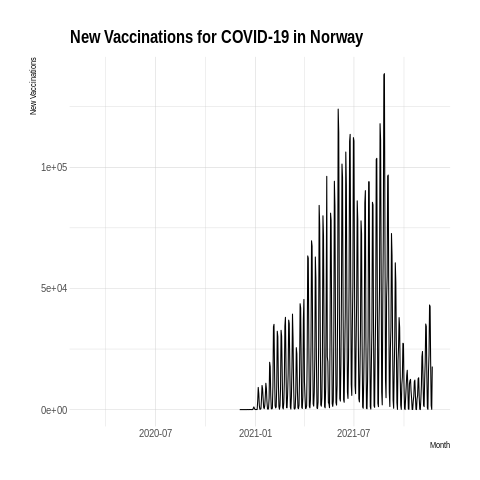 New Vaccinations for COVID-19 in Norway
New Vaccinations
1e+05
5e+04
0e+00
2020-07 2021-01 2021-07
Month